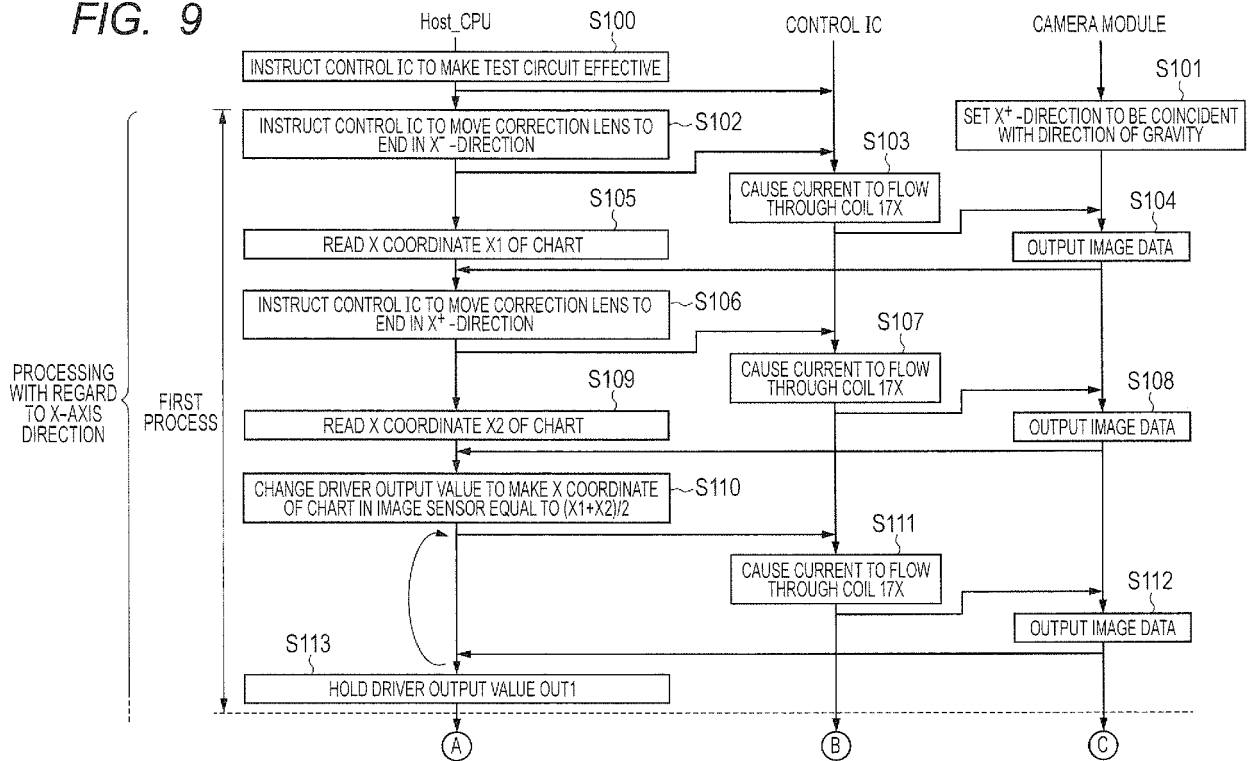 FIG. 9
Host_CPU
CONTROL IC
CAMERA MODULE
S100
INSTRUCT CONTROL IC TO MAKE TEST CIRCUIT EFFECTIVE
S101
SET X+ -DIRECTION TO BE COINCIDENT
WITH DIRECTION OF GRAVITY
INSTRUCT CONTROL IC TO MOVE CORRECTION LENS TO
END IN X- -DIRECTION
S102
S103
CAUSE CURRENT TO FLOW
THROUGH COIL 17X
S104
OUTPUT IMAGE DATA
S105
READ X COORDINATE X1 OF CHART
INSTRUCT CONTROL IC TO MOVE CORRECTION LENS TO
END IN X+ -DIRECTION
S106
S107
CAUSE CURRENT TO FLOW
THROUGH COIL 17X
S108
OUTPUT IMAGE DATA
S109
READ X COORDINATE X2 OF CHART
PROCESSING
WITH REGARD
TO X-AXIS
DIRECTION
FIRST
PROCESS
CHANGE DRIVER OUTPUT VALUE TO MAKE X COORDINATE
OF CHART IN IMAGE SENSOR EQUAL TO (X1+X2)/2
S110
S111
CAUSE CURRENT TO FLOW
THROUGH COIL 17X
S112
OUTPUT IMAGE DATA
S113
HOLD DRIVER OUTPUT VALUE OUT1
A
B
C